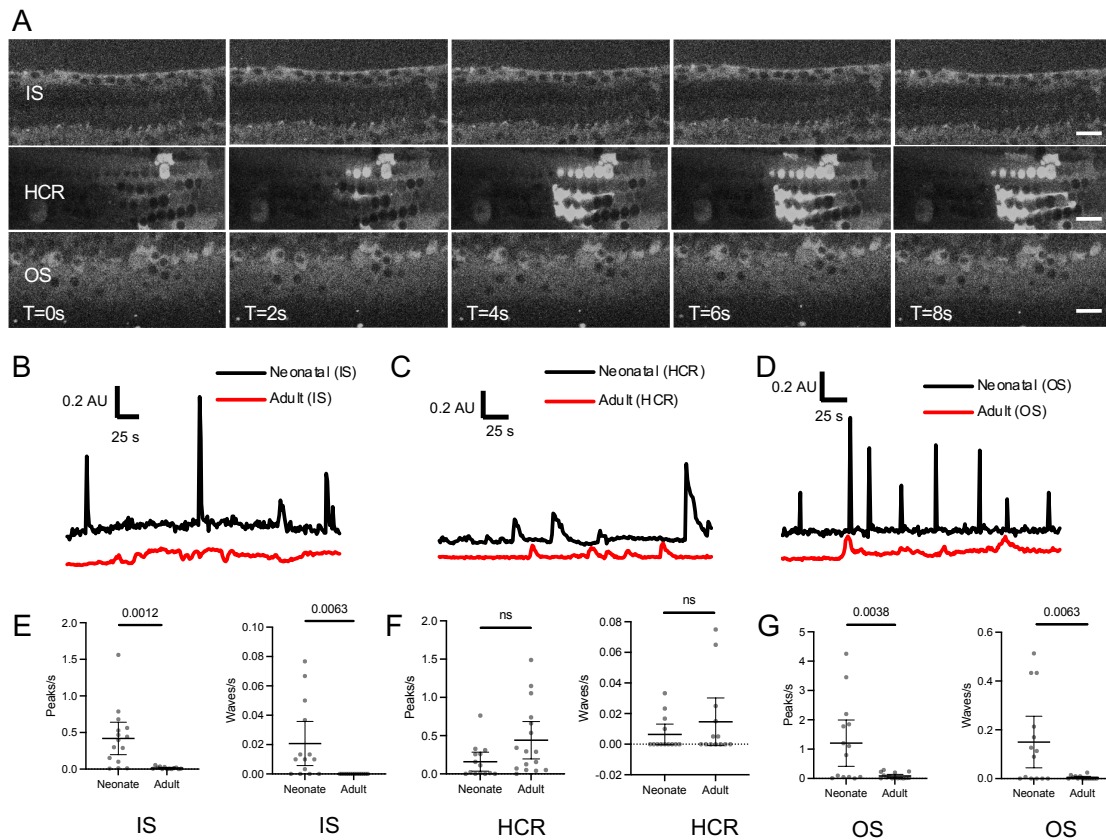 A
IS
HCR
OS
T=0s
T=2s
T=4s
T=6s
T=8s
B
Neonatal (IS)
Adult (IS)
0.2 AU
25 s
C
Neonatal (HCR)
Adult (HCR)
0.2 AU
25 s
D
Neonatal (OS)
Adult (OS)
0.2 AU
25 s
E
0.0012
Peaks/s
2.0
1.5
1.0
0.5
0.0
Neonate
Adult
IS
0.0063
Waves/s
0.10
0.08
0.06
0.04
0.02
0.00
Neonate
Adult
IS
F
ns
Peaks/s
2.0
1.5
1.0
0.5
0.0
Neonate
Adult
HCR
ns
Waves/s
0.08
0.06
0.04
0.02
0.00
-0.02
Neonate
Adult
HCR
G
0.0038
Peaks/s
5
4
3
2
1
0
Neonate
Adult
OS
0.0063
Waves/s
0.6
0.4
0.2
0.0
Neonate
Adult
OS